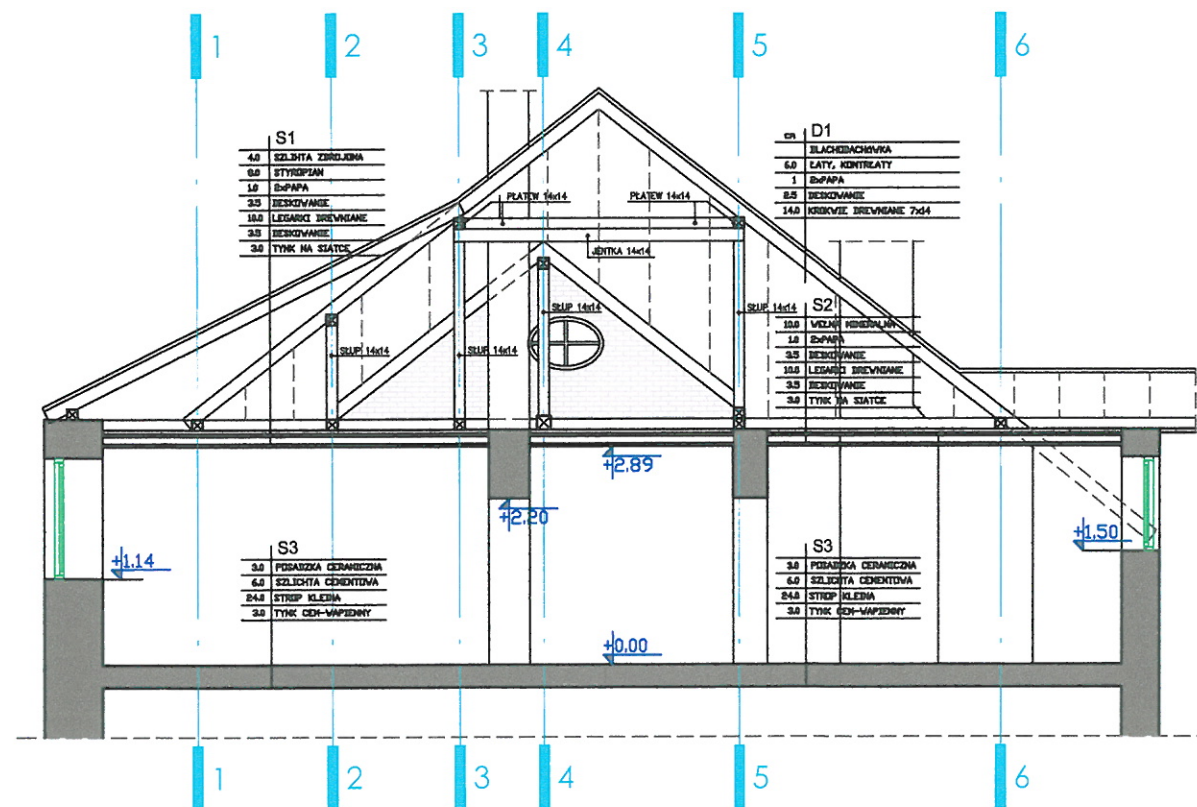 1 2 3 4 5 6
S1
4.0 SZLIHTA ZBROJONA
8.0 STYROPIAN
1.0 2xPAPA
3.5 DESKOWANIE
10.0 LEGARKI DREWNIANE
3.5 DESKOWANIE
3.0 TYNK NA SIATCE
cm D1
BLACHODACHÓWKA
6.0 ŁATY, KONTRŁATY
1 2xPAPA
2.5 DESKOWANIE
14.0 KROKWIE DREWNIANE 7x14
PŁATEW 14x14
PŁATEW 14x14
JENTKA 14x14
SŁUP 14x14
SŁUP 14x14
SŁUP 14x14
SŁUP 14x14
S2
10.0 WEŁNA MINERALNA
1.0 2xPAPA
3.5 DESKOWANIE
10.0 LEGARKI DREWNIANE
3.5 DESKOWANIE
3.0 TYNK NA SIATCE
+2.89
+2.20
+1.14
+1,50
S3
3.0 POSADZKA CERAMICZNA
6.0 SZLICHTA CEMENTOWA
24.0 STROP KLEINA
3.0 TYNK CEM-WAPIENNY
S3
3.0 POSADZKA CERAMICZNA
6.0 SZLICHTA CEMENTOWA
24.0 STROP KLEINA
3.0 TYNK CEM-WAPIENNY
+0,00
1 2 3 4 5 6